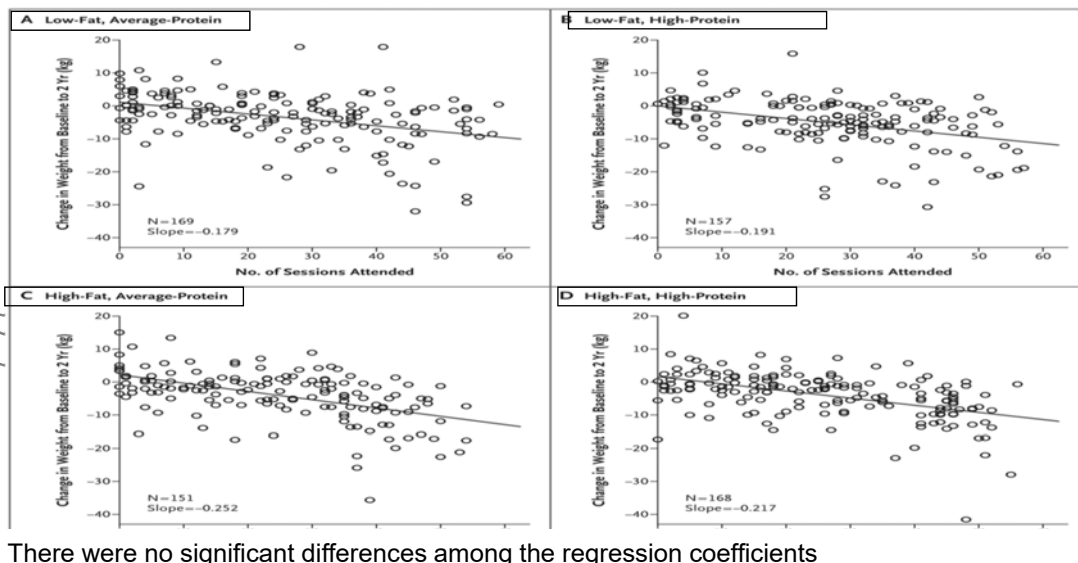 A Low-Fat, Average-Protein
Change in Weight from Baseline to 2 Yr (kg)
20
10
0
−10
−20
−30
−40
N=169
Slope=−0.179
0 10 20 30 40 50 60
No. of Sessions Attended
B Low-Fat, High-Protein
Change in Weight from Baseline to 2 Yr (kg)
20
10
0
−10
−20
−30
−40
N=157
Slope=−0.191
0 10 20 30 40 50 60
No. of Sessions Attended
C High-Fat, Average-Protein
Change in Weight from Baseline to 2 Yr (kg)
20
10
0
−10
−20
−30
−40
N=151
Slope=−0.252
D High-Fat, High-Protein
Change in Weight from Baseline to 2 Yr (kg)
20
10
0
−10
−20
−30
−40
N=168
Slope=−0.217
There were no significant differences among the regression coefficients